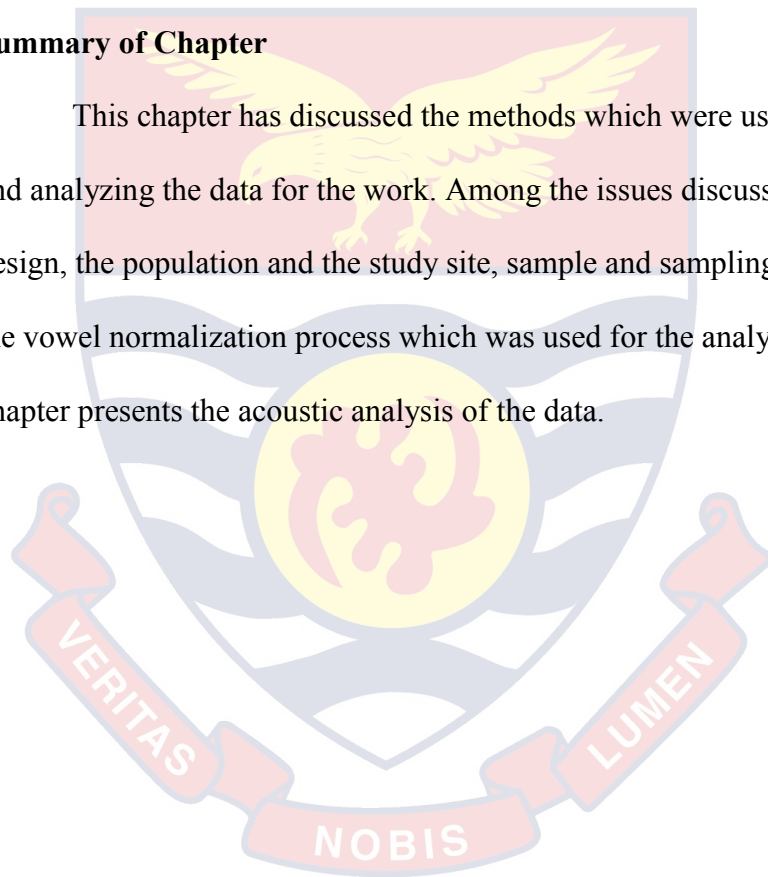 ummary of Chapter
This chapter has discussed the methods which were us
nd analyzing the data for the work. Among the issues discuss
esign, the population and the study site, sample and sampling
e vowel normalization process which was used for the analy
hapter presents the acoustic analysis of the data.
VERITAS
NOBIS
LUMEN